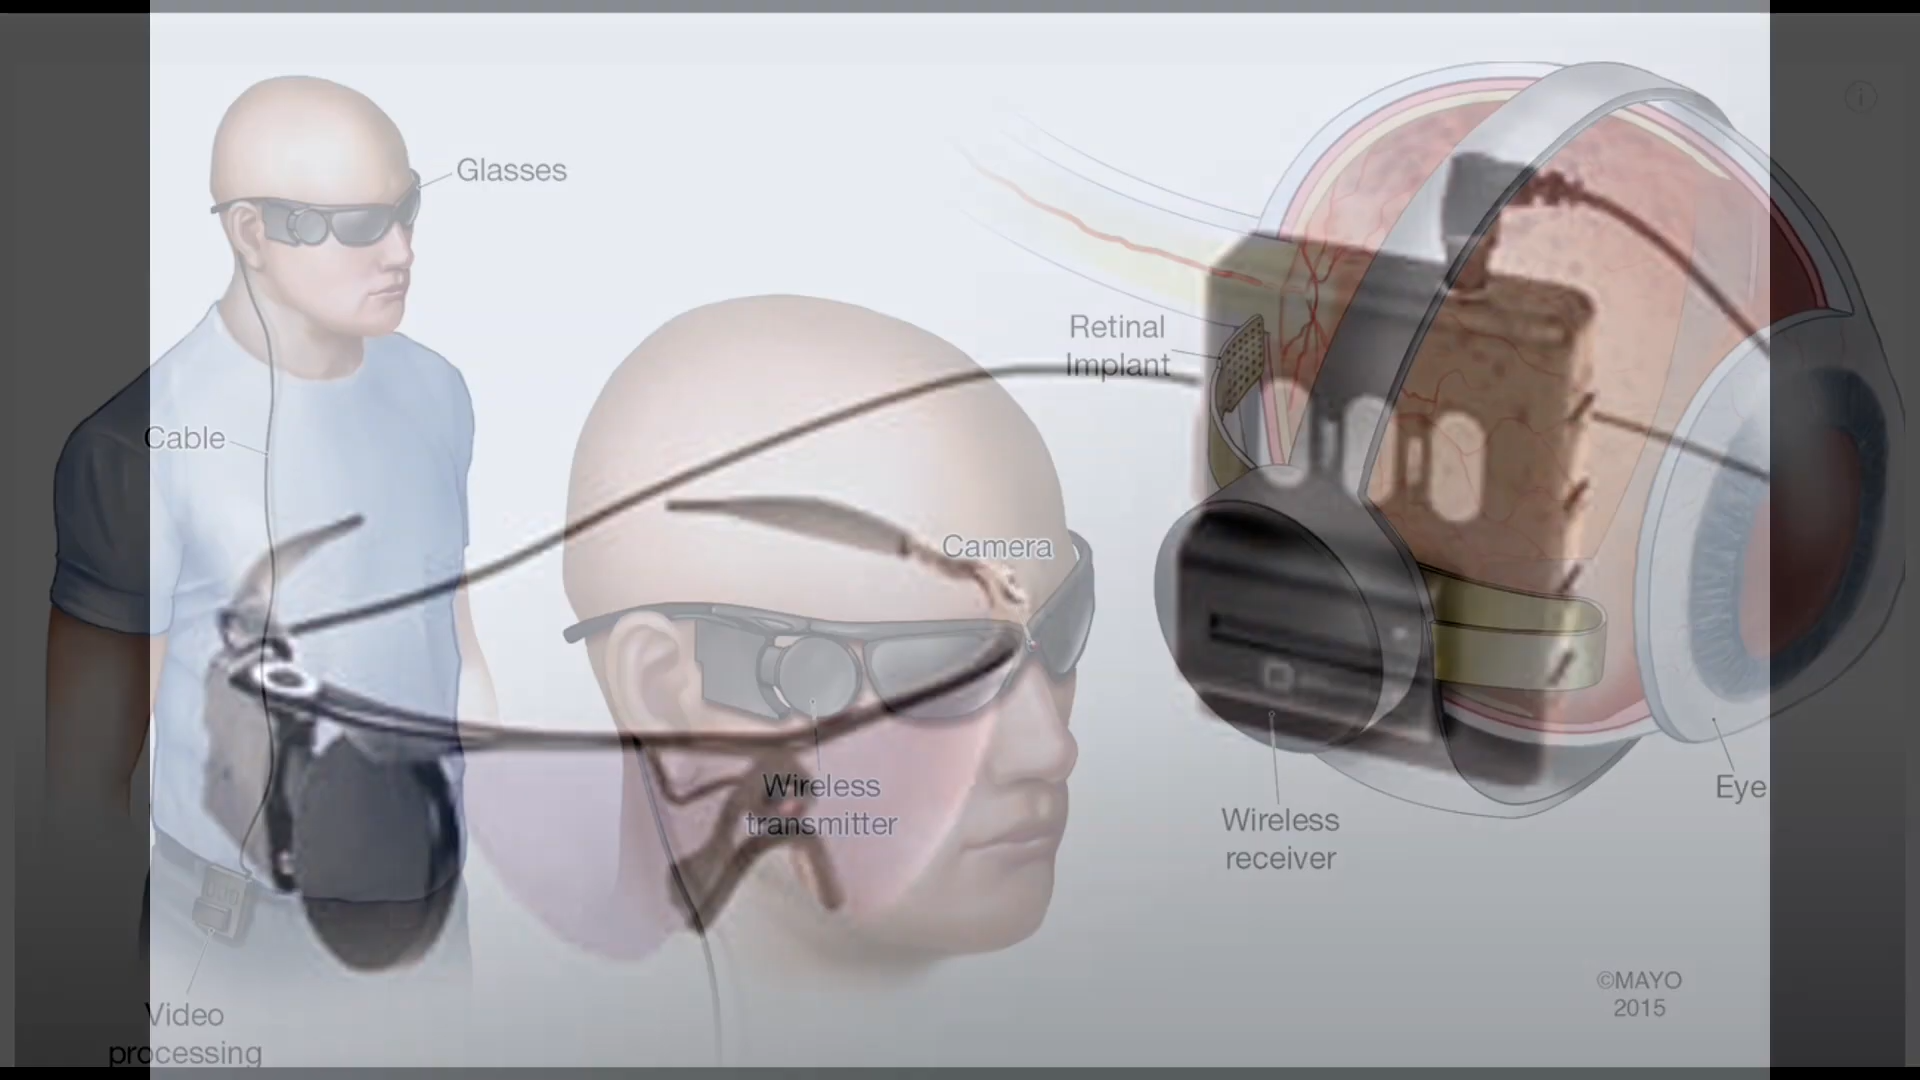 Glasses
Retinal
Implant
Cable
Camera
Wireless
transmitter
Wireless
receiver
Eye
©MAYO
2015
Video
processing